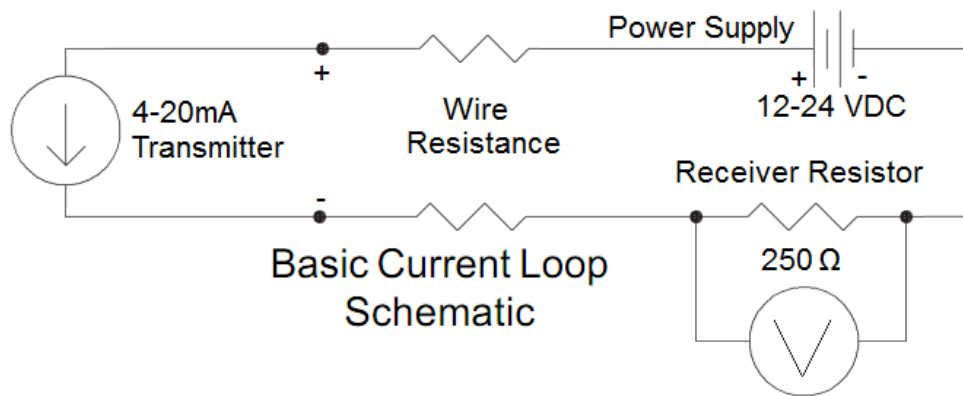 Power Supply
+
+ -
4-20mA
Transmitter
Wire
Resistance
12-24 VDC
Receiver Resistor
-
Basic Current Loop
Schematic
250 Ω
V